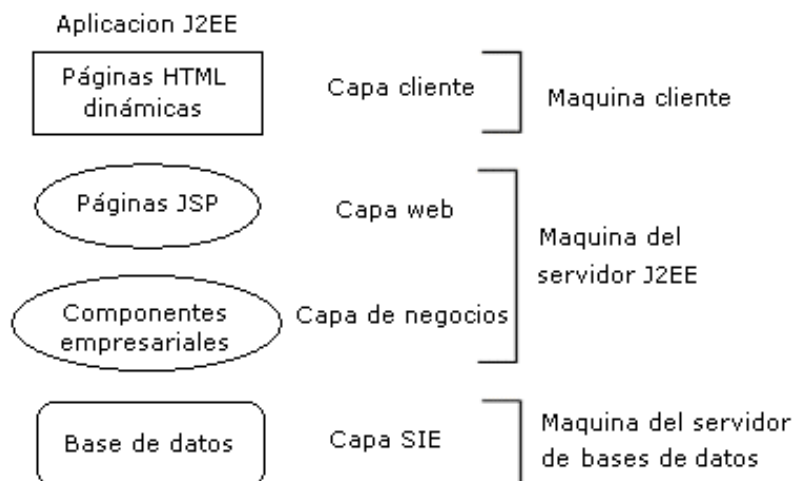 Aplicacion J2EE
Páginas HTML
dinámicas
Capa cliente
Maquina cliente
Páginas JSP
Capa web
Maquina del
servidor J2EE
Componentes
empresariales
Capa de negocios
Base de datos
Capa SIE
Maquina del servidor
de bases de datos